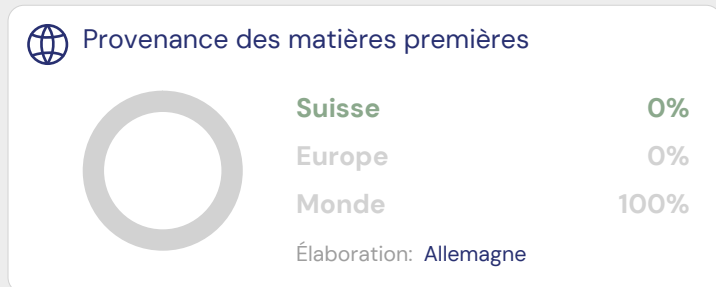 Provenance des matières premières
Suisse 0%
Europe 0%
Monde 100%
Élaboration: Allemagne